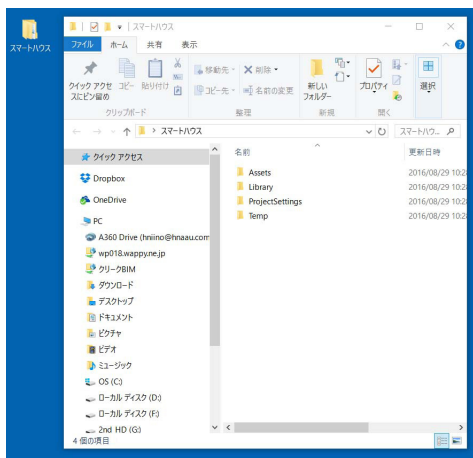 スマートハウス
スマートハウス
ファイル ホーム 共有 表示
クイック アクセスにピン留め
コピー
貼り付け
移動先
コピー先
削除
名前の変更
新しいフォルダー
プロパティ
選択
クリップボード 整理 新規 開く
スマートハウス
スマートハウ...
名前 更新日時
クイック アクセス
Dropbox
OneDrive
PC
A360 Drive (hniino@hnaau.com
wp018.wappy.ne.jp
クリークBIM
ダウンロード
デスクトップ
ドキュメント
ピクチャ
ビデオ
ミュージック
OS (C:)
ローカル ディスク (D:)
ローカル ディスク (F:)
2nd HD (G:)
Assets 2016/08/29 10:28
Library 2016/08/29 10:28
ProjectSettings 2016/08/29 10:28
Temp 2016/08/29 10:28
4 個の項目